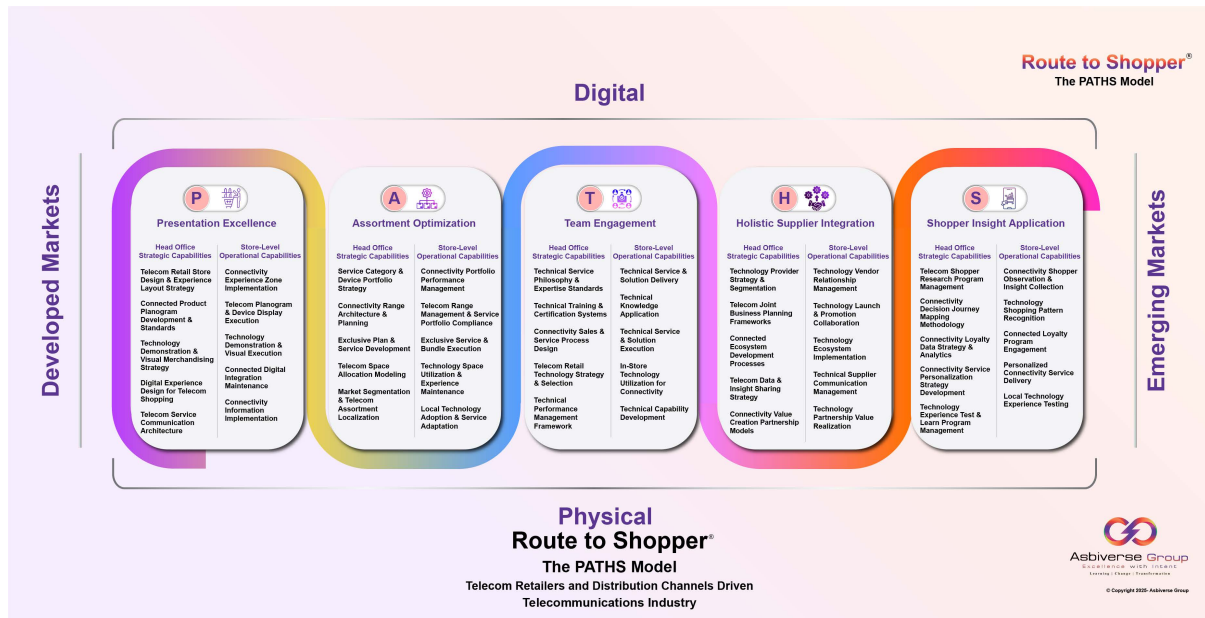 Route to Shopper®
The PATHS Model
Digital
Developed Markets
Emerging Markets
P
Presentation Excellence
Head Office
Strategic Capabilities
Telecom Retail Store
Design & Experience
Layout Strategy
Connected Product
Planogram
Development &
Standards
Technology
Demonstration &
Visual Merchandising
Strategy
Digital Experience
Design for Telecom
Shopping
Telecom Service
Communication
Architecture
Store-Level
Operational Capabilities
Connectivity
Experience Zone
Implementation
Telecom Planogram
& Device Display
Execution
Technology
Demonstration &
Visual Execution
Connected Digital
Integration
Maintenance
Connectivity
Information
Implementation
A
Assortment Optimization
Head Office
Strategic Capabilities
Service Category &
Device Portfolio
Strategy
Connectivity Range
Architecture &
Planning
Exclusive Plan &
Service Development
Telecom Space
Allocation Modeling
Market Segmentation
& Telecom
Assortment
Localization
Store-Level
Operational Capabilities
Connectivity Portfolio
Performance
Management
Telecom Range
Management & Service
Portfolio Compliance
Exclusive Service &
Bundle Execution
Technology Space
Utilization &
Experience
Maintenance
Local Technology
Adoption & Service
Adaptation
T
Team Engagement
Head Office
Strategic Capabilities
Technical Service
Philosophy &
Expertise Standards
Technical Training &
Certification Systems
Connectivity Sales &
Service Process
Design
Telecom Retail
Technology Strategy
& Selection
Technical
Performance
Management
Framework
Store-Level
Operational Capabilities
Technical Service &
Solution Delivery
Technical
Knowledge
Application
Technical Service
& Solution
Execution
In-Store
Technology
Utilization for
Connectivity
Technical Capability
Development
H
Holistic Supplier Integration
Head Office
Strategic Capabilities
Technology Provider
Strategy &
Segmentation
Telecom Joint
Business Planning
Frameworks
Connected
Ecosystem
Development
Processes
Telecom Data &
Insight Sharing
Strategy
Connectivity Value
Creation Partnership
Models
Store-Level
Operational Capabilities
Technology Vendor
Relationship
Management
Technology Launch
& Promotion
Collaboration
Technology
Ecosystem
Implementation
Technical Supplier
Communication
Management
Technology
Partnership Value
Realization
S
Shopper Insight Application
Head Office
Strategic Capabilities
Telecom Shopper
Research Program
Management
Connectivity
Decision Journey
Mapping
Methodology
Connectivity Loyalty
Data Strategy &
Analytics
Connectivity Service
Personalization
Strategy
Development
Technology
Experience Test &
Learn Program
Management
Store-Level
Operational Capabilities
Connectivity Shopper
Observation &
Insight Collection
Technology
Shopping Pattern
Recognition
Connected Loyalty
Program
Engagement
Personalized
Connectivity Service
Delivery
Local Technology
Experience Testing
Physical
Route to Shopper®
The PATHS Model
Telecom Retailers and Distribution Channels Driven
Telecommunications Industry
Asbiverse Group
Excellence with Intent
Learning | Change | Transformation
© Copyright 2025- Asbiverse Group